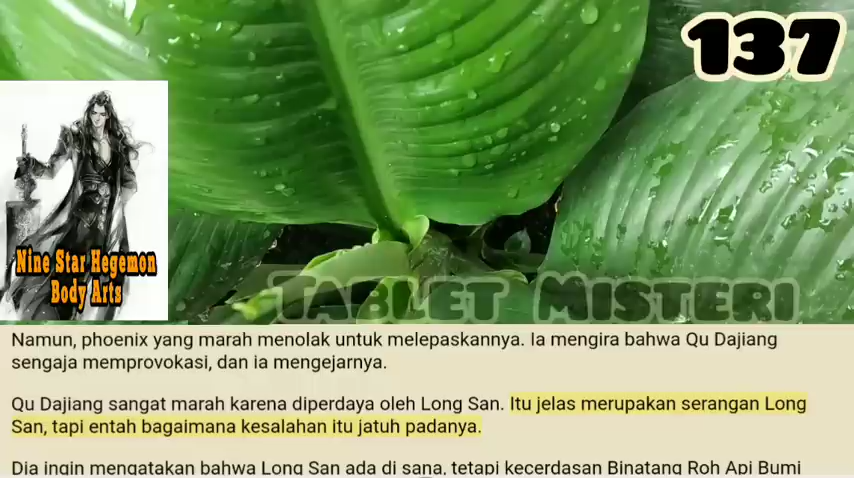 137
Nine Star Hegemon
Body Arts
Tablet Misteri
Namun, phoenix yang marah menolak untuk melepaskannya. Ia mengira bahwa Qu Dajiang
sengaja memprovokasi, dan ia mengejarnya.
Qu Dajiang sangat marah karena diperdaya oleh Long San. Itu jelas merupakan serangan Long
San, tapi entah bagaimana kesalahan itu jatuh padanya.
Dia ingin mengatakan bahwa Long San ada di sana, tetapi kecerdasan Binatang Roh Api Bumi